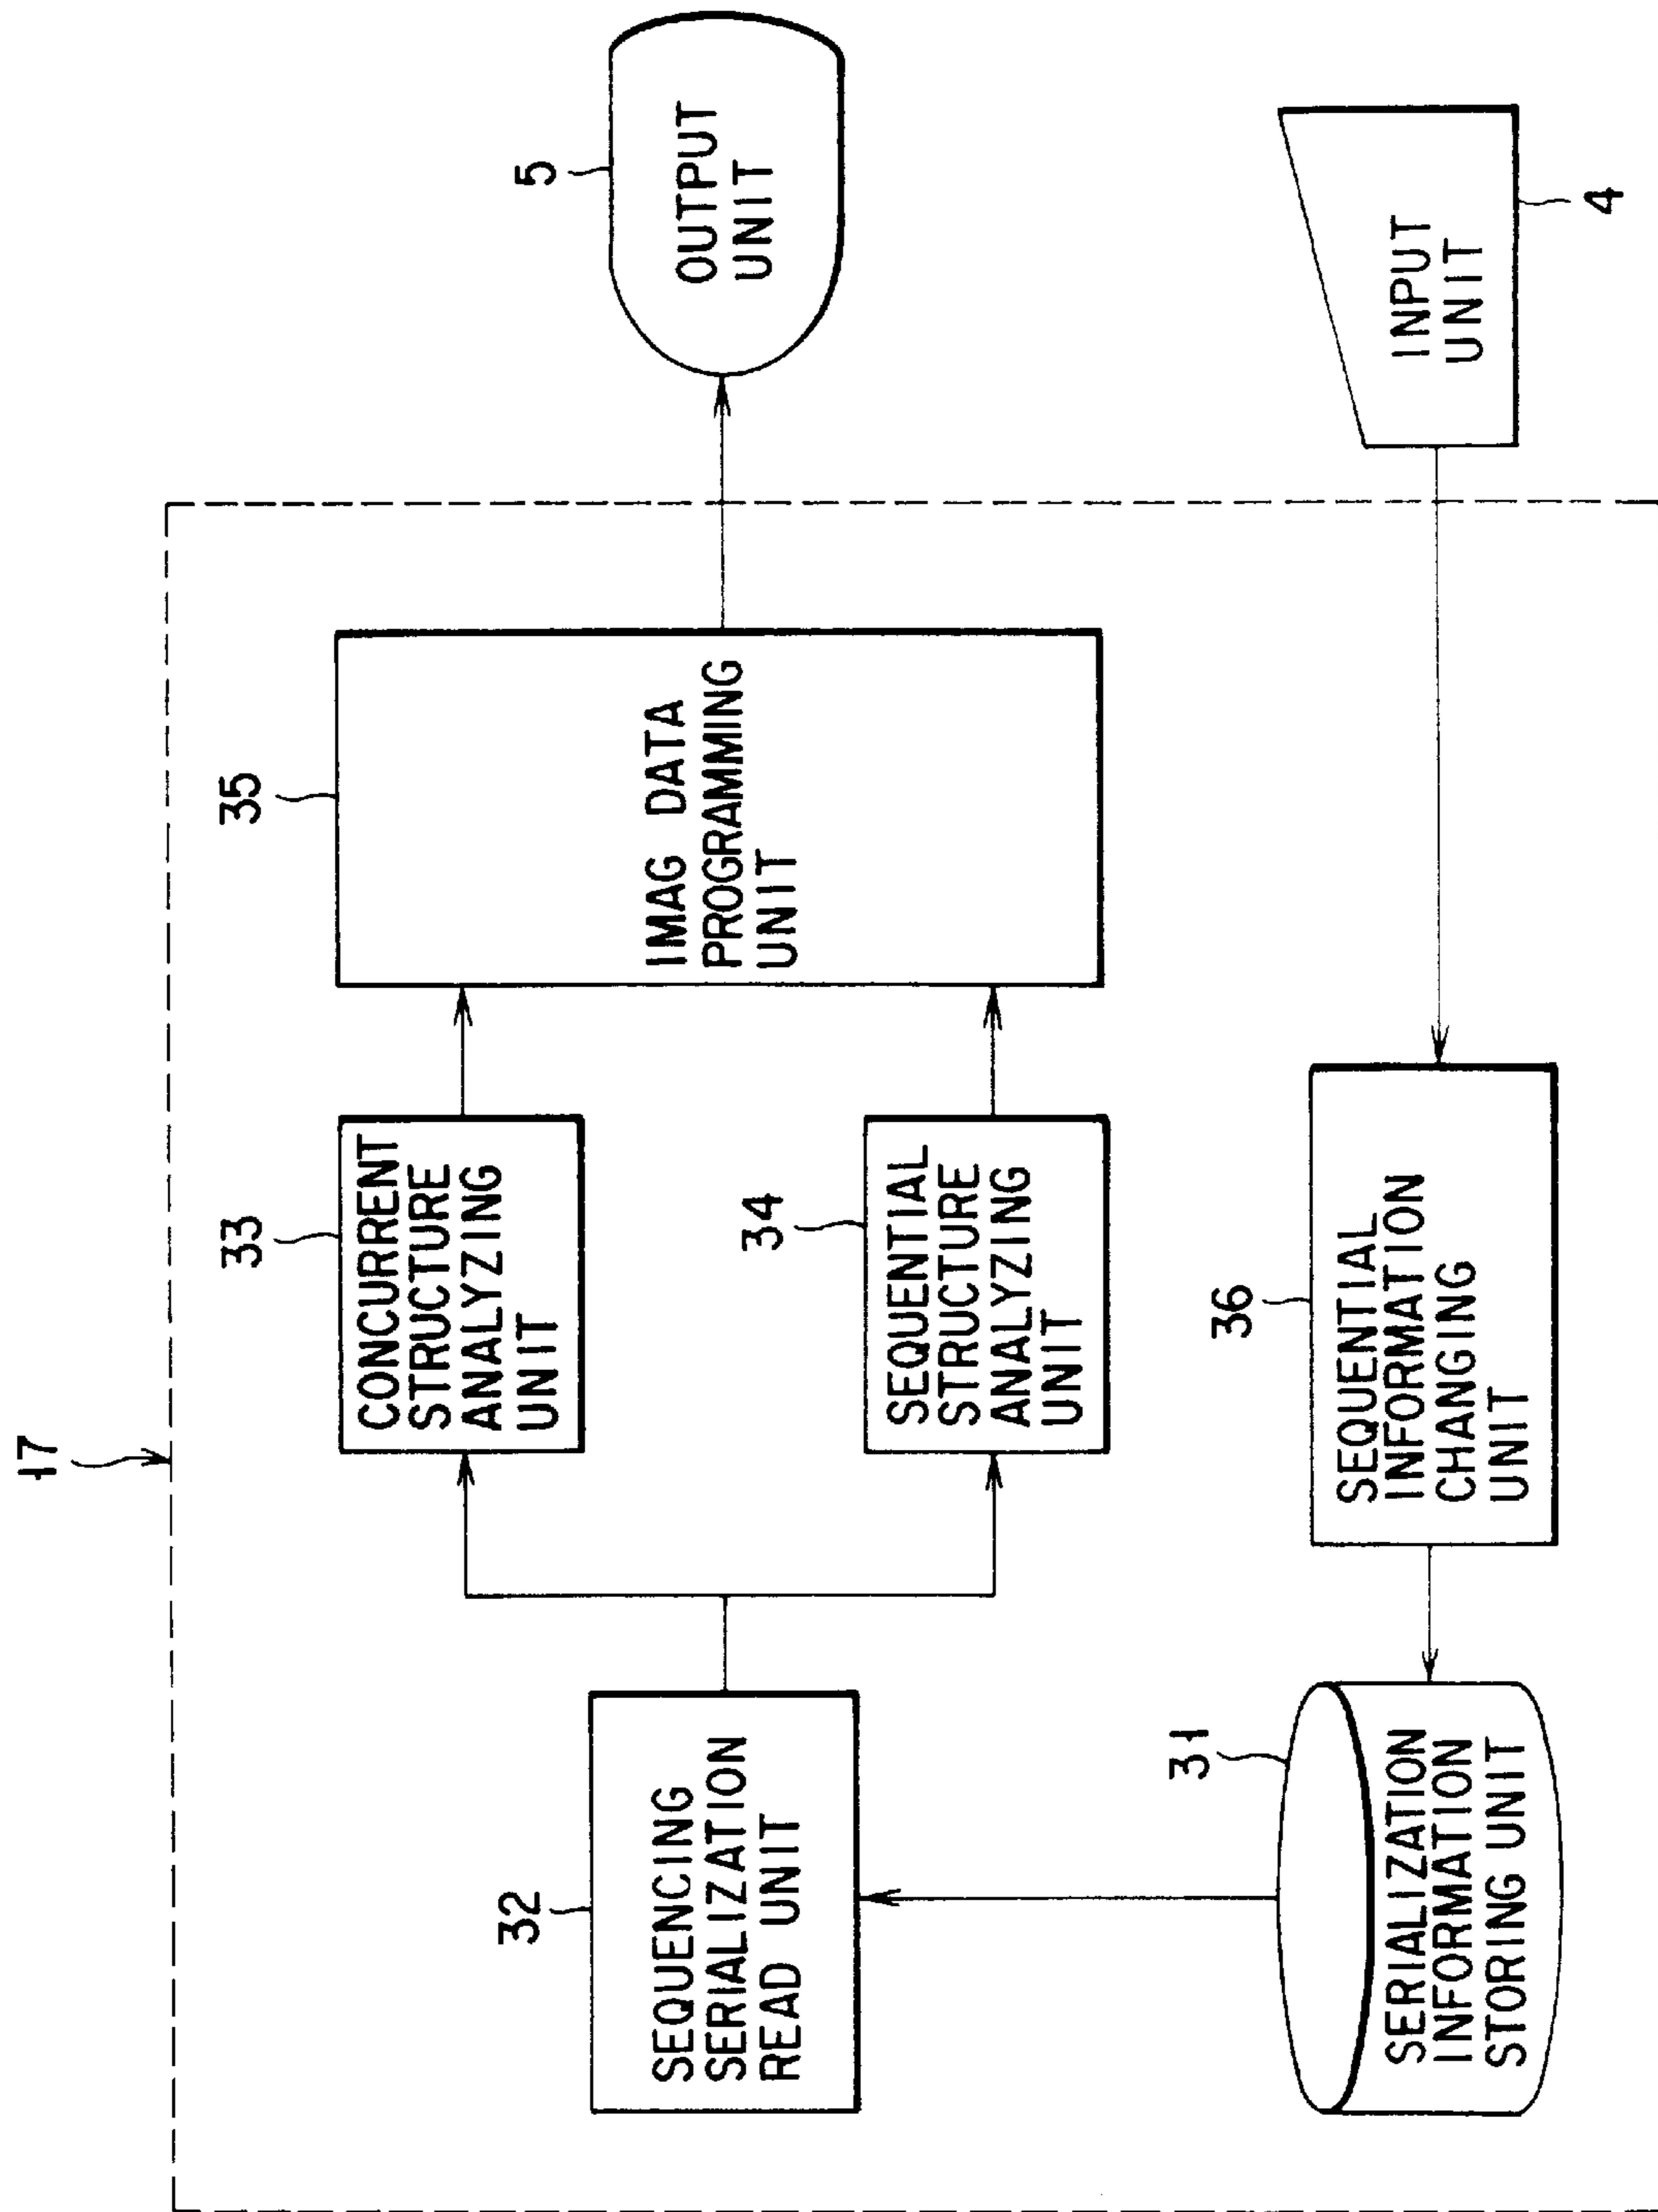 17
32
SEQUENCING
SERIALIZATION
READ UNIT
33
CONCURRENT
STRUCTURE
ANALYZING
UNIT
34
SEQUENTIAL
STRUCTURE
ANALYZING
UNIT
35
IMAG DATA
PROGRAMMING
UNIT
5
OUTPUT
UNIT
31
SERIALIZATION
INFORMATION
STORING UNIT
36
SEQUENTIAL
INFORMATION
CHANGING
UNIT
INPUT
UNIT
4